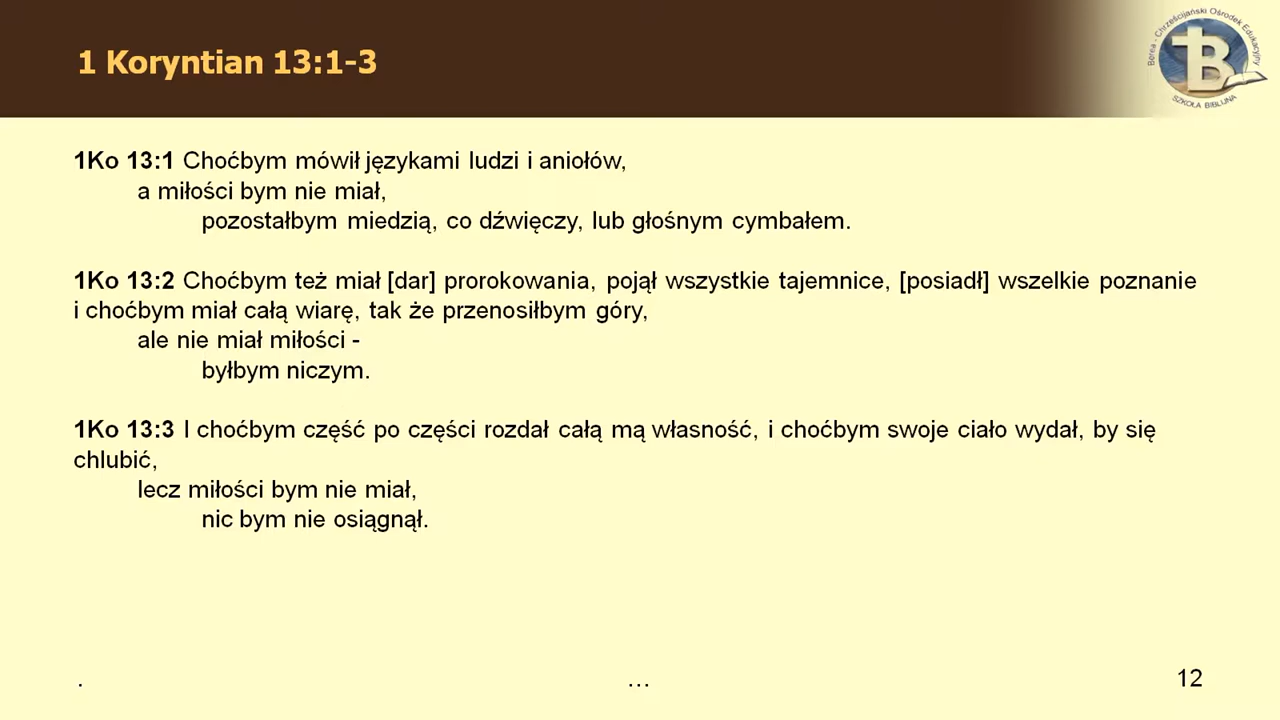 1 Koryntian 13:1-3
Berea - Chrześcijański Ośrodek Edukacyjny
B
SZKOŁA BIBLIJNA
1Ko 13:1 Choćbym mówił językami ludzi i aniołów,
a miłości bym nie miał,
pozostałbym miedzią, co dźwięczy, lub głośnym cymbałem.
1Ko 13:2 Choćbym też miał [dar] prorokowania, pojął wszystkie tajemnice, [posiadł] wszelkie poznanie
i choćbym miał całą wiarę, tak że przenosiłbym góry,
ale nie miał miłości -
byłbym niczym.
1Ko 13:3 I choćbym część po części rozdał całą mą własność, i choćbym swoje ciało wydał, by się
chlubić,
lecz miłości bym nie miał,
nic bym nie osiągnął.
. ... 12